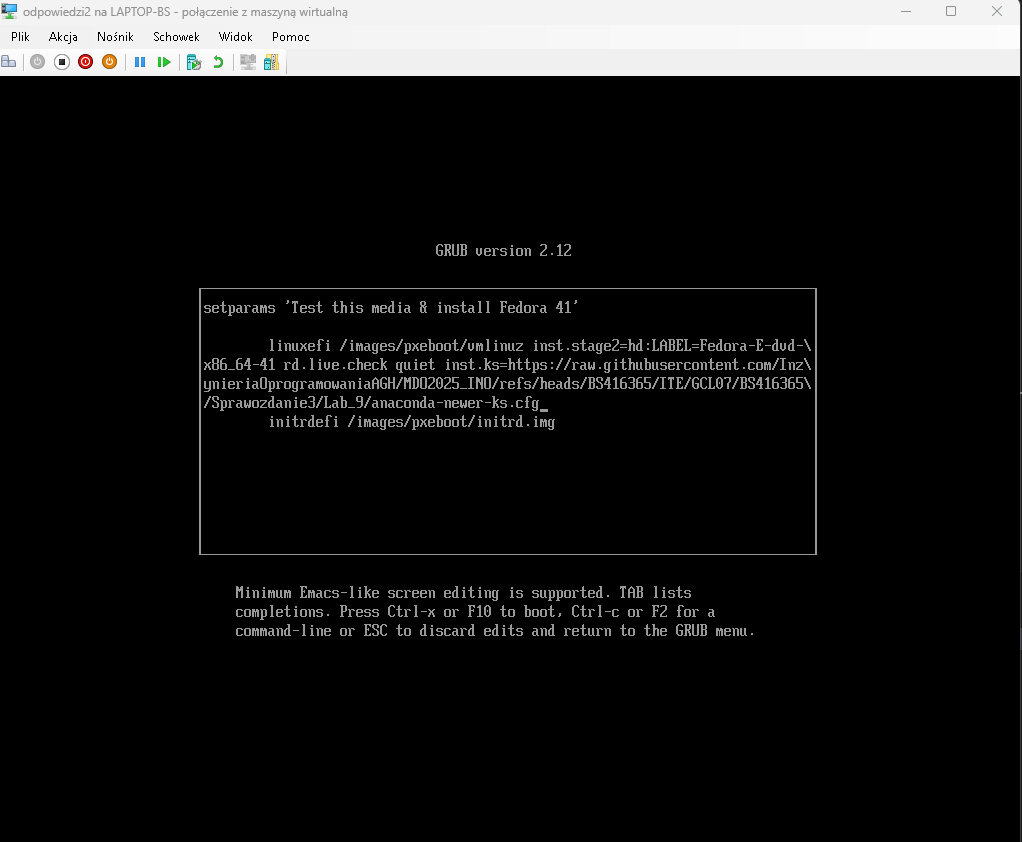 odpowiedzi2 na LAPTOP-BS - połączenie z maszyną wirtualną
Plik Akcja Nośnik Schowek Widok Pomoc
GRUB version 2.12
setparams 'Test this media & install Fedora 41'
linuxefi /images/pxeboot/vmlinuz inst.stage2=hd:LABEL=Fedora-E-dvd-\
x86_64-41 rd.live.check quiet inst.ks=https://raw.githubusercontent.com/Inz\
ynieriaOprogramowaniaAGH/MDO2025_INO/refs/heads/BS416365/ITE/GCL07/BS416365\
/Sprawozdanie3/Lab_9/anaconda-newer-ks.cfg
initrdefi /images/pxeboot/initrd.img
Minimum Emacs-like screen editing is supported. TAB lists
completions. Press Ctrl-x or F10 to boot, Ctrl-c or F2 for a
command-line or ESC to discard edits and return to the GRUB menu.